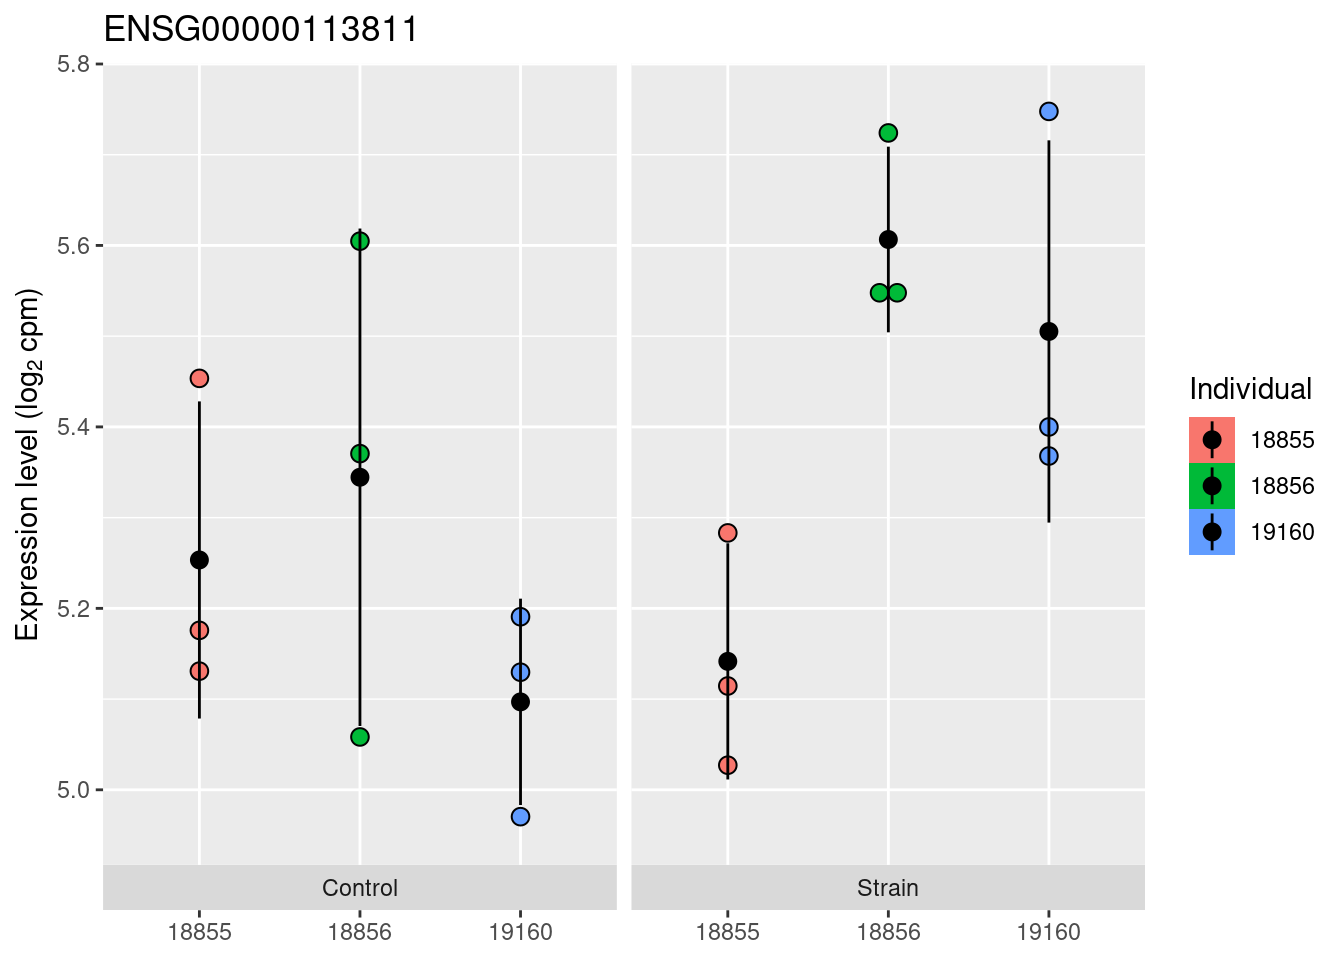 ENSG00000113811
Expression level (log₂ cpm)
5.8
5.6
5.4
5.2
5.0
Control
Strain
18855
18856
19160
18855
18856
19160
Individual
18855
18856
19160